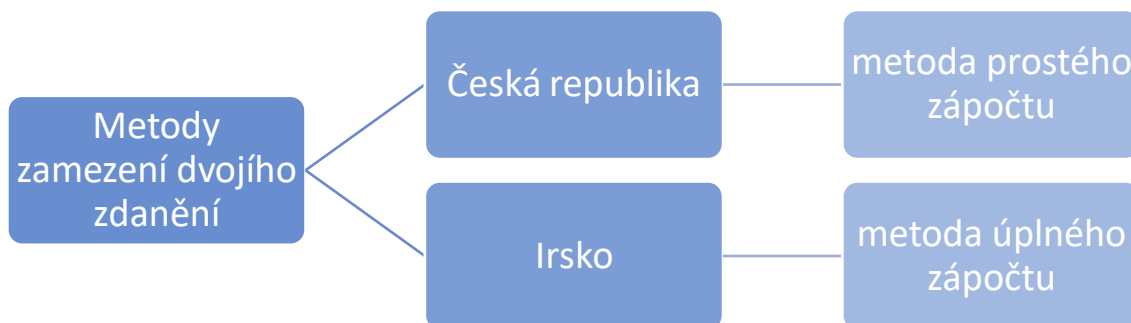 Metody
zamezení dvojího
zdanění
Česká republika
metoda prostého
zápočtu
Irsko
metoda úplného
zápočtu